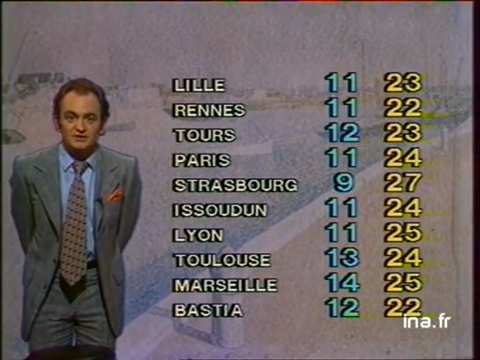 LILLE 11 23
RENNES 11 22
TOURS 12 23
PARIS 11 24
STRASBOURG 9 27
ISSOUDUN 11 24
LYON 11 25
TOULOUSE 13 24
MARSEILLE 14 25
BASTIA 12 22
ina.fr